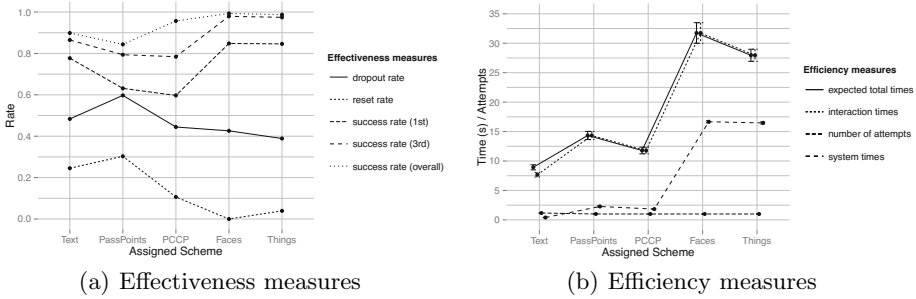 1.0
0.8
0.6
0.4
0.2
0.0
Rate
Text PassPoints PCCP Faces Things
Assigned Scheme
Effectiveness measures
dropout rate
reset rate
success rate (1st)
success rate (3rd)
success rate (overall)
(a) Effectiveness measures
35
30
25
20
15
10
5
0
Time (s) / Attempts
Text PassPoints PCCP Faces Things
Assigned Scheme
Efficiency measures
expected total times
interaction times
number of attempts
system times
(b) Efficiency measures